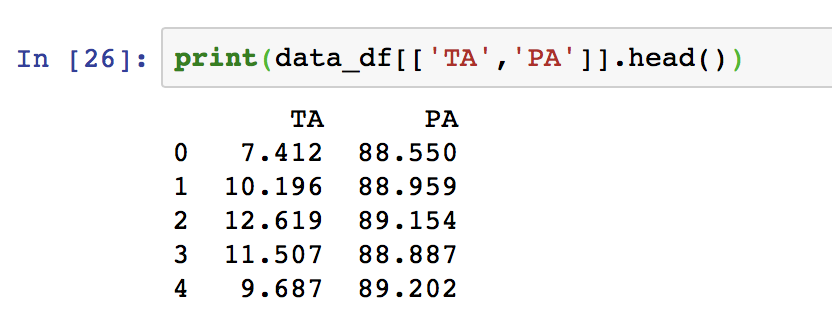 In [26]: print(data_df[['TA','PA']].head())
TA PA
0 7.412 88.550
1 10.196 88.959
2 12.619 89.154
3 11.507 88.887
4 9.687 89.202